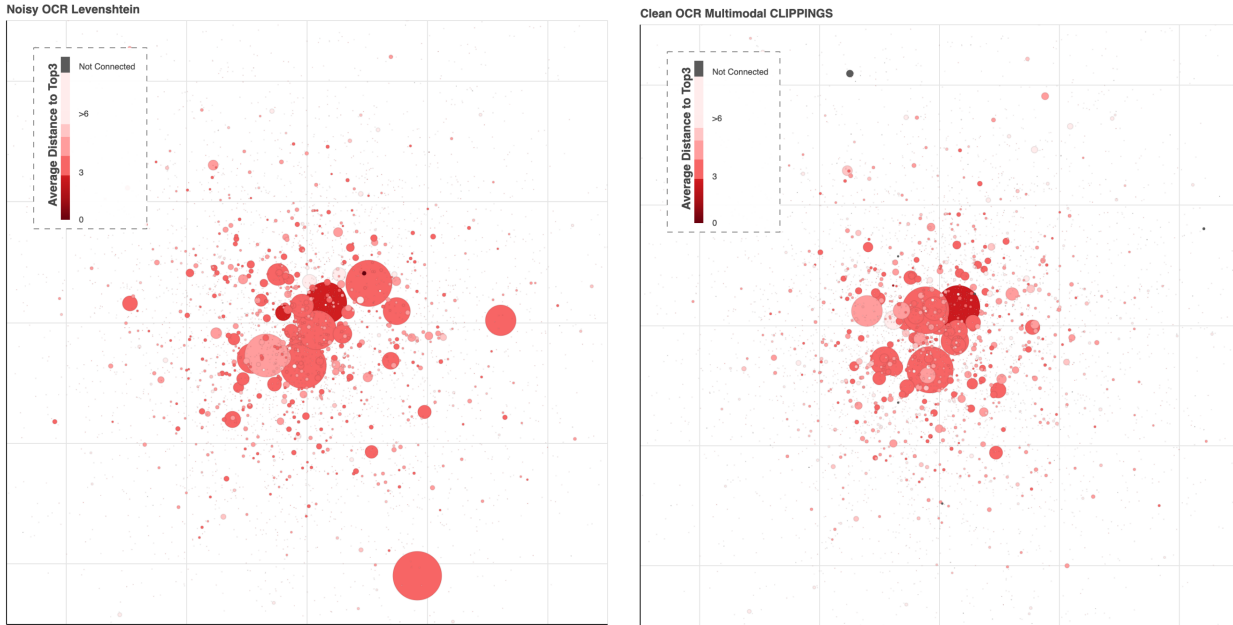 Noisy OCR Levenshtein
Average Distance to Top3
Not Connected
>6
3
0
Clean OCR Multimodal CLIPPINGS
Average Distance to Top3
Not Connected
>6
3
0